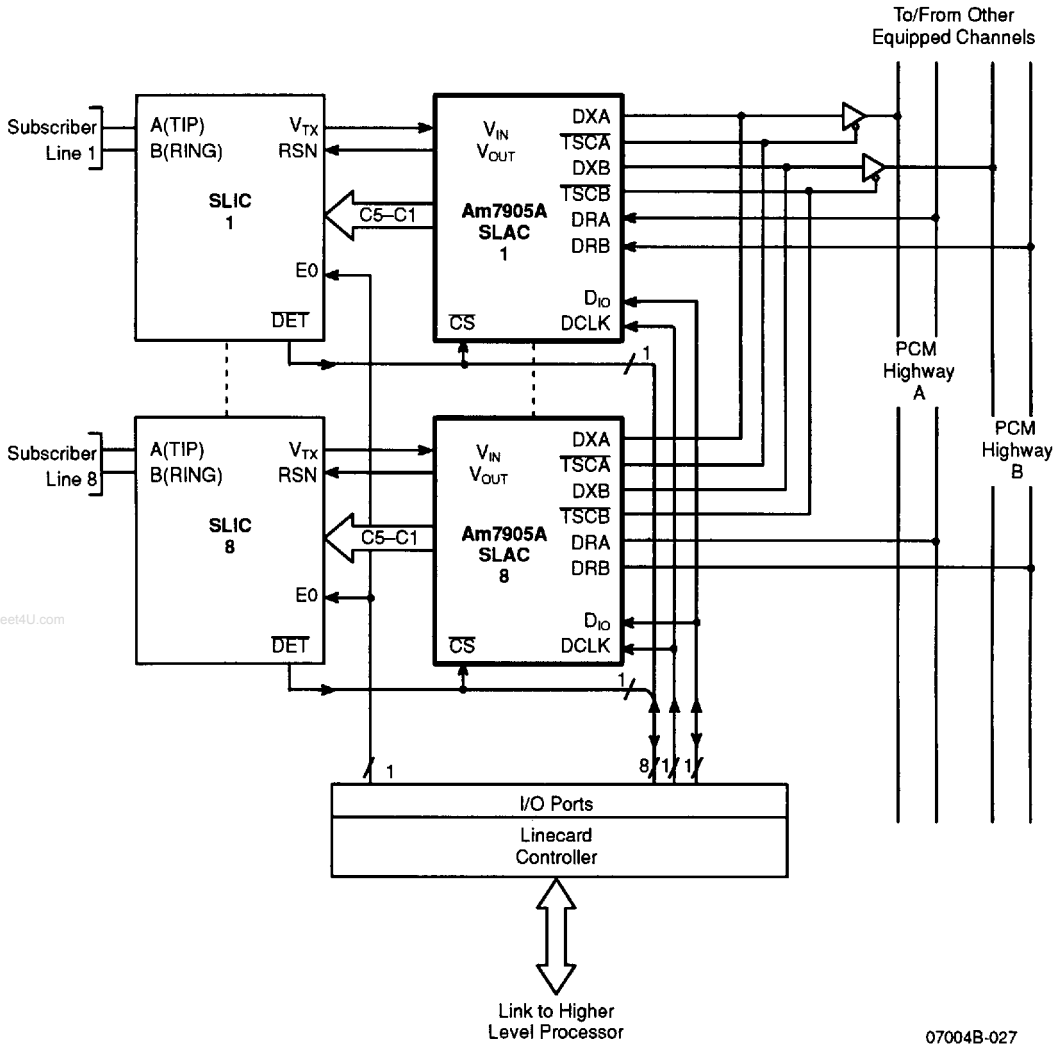 To/From Other
Equipped Channels
Subscriber
Line 1
A(TIP)
B(RING)
VTX
RSN
SLIC
1
E0
DET
C5–C1
VIN
VOUT
Am7905A
SLAC
1
CS
DXA
TSCA
DXB
TSCB
DRA
DRB
DIO
DCLK
1
PCM
Highway
A
PCM
Highway
B
Subscriber
Line 8
A(TIP)
B(RING)
VTX
RSN
SLIC
8
E0
DET
C5–C1
VIN
VOUT
Am7905A
SLAC
8
CS
DXA
TSCA
DXB
TSCB
DRA
DRB
DIO
DCLK
1
eet4U.com
1
8
1
1
I/O Ports
Linecard
Controller
Link to Higher
Level Processor
07004B-027